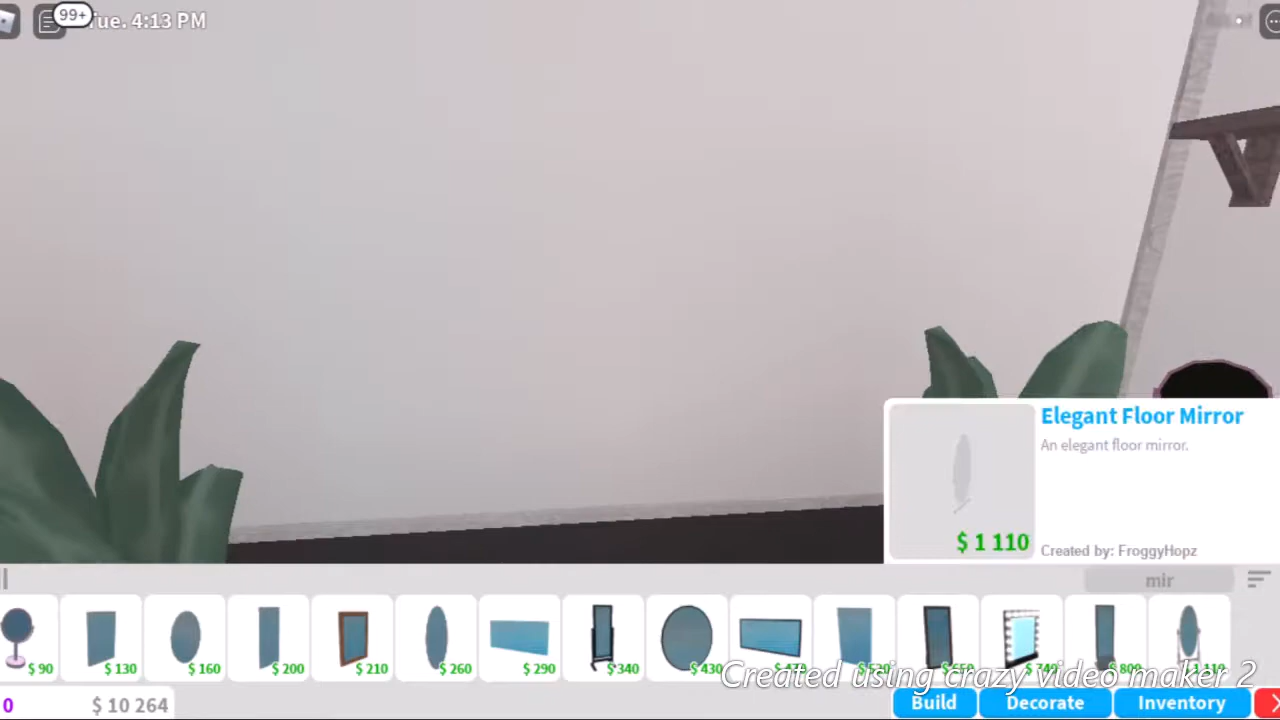 99+
Tue. 4:13 PM
Elegant Floor Mirror
An elegant floor mirror.
$ 1 110
Created by: FroggyHopz
mir
$ 90
$ 130
$ 160
$ 200
$ 210
$ 260
$ 290
$ 340
$ 430
$ 800
Created using crazy video maker 2
0
$ 10 264
Build
Decorate
Inventory